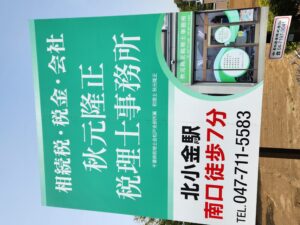 相続税・税金・会社
秋元隆正
税理士事務所
北小金駅
南口徒歩7分
TEL.047-711-5583